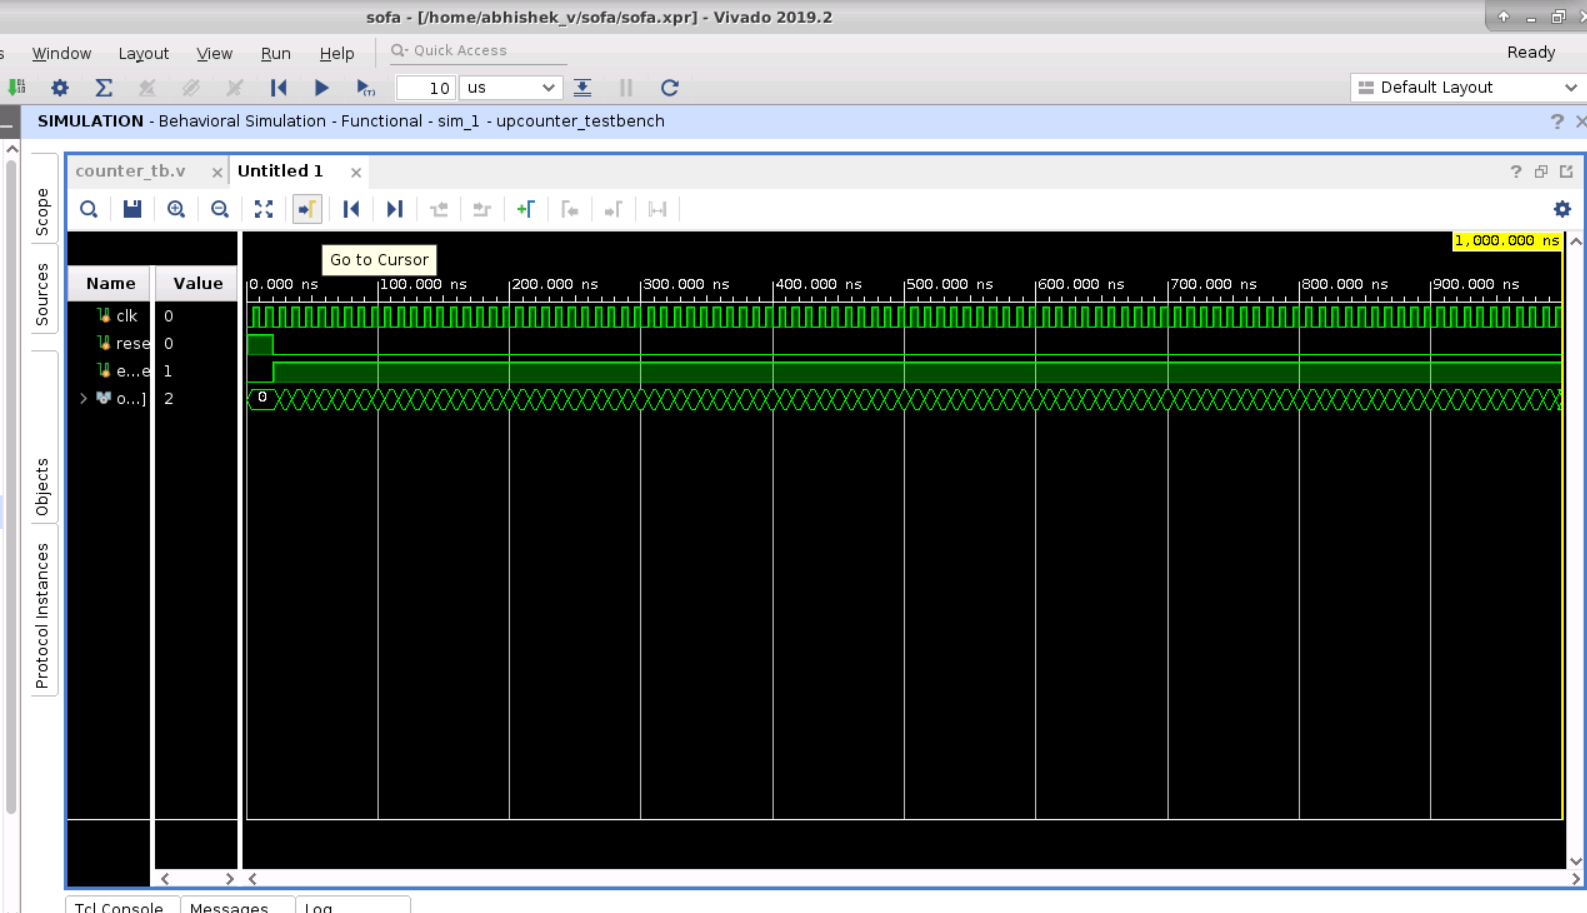 sofa - [/home/abhishek_v/sofa/sofa.xpr] - Vivado 2019.2
s Window Layout View Run Help Quick Access Ready
10 us Default Layout
SIMULATION - Behavioral Simulation - Functional - sim_1 - upcounter_testbench
counter_tb.v Untitled 1
Scope
Sources
Objects
Protocol Instances
1,000.000 ns
Go to Cursor
Name Value 0.000 ns 100.000 ns 200.000 ns 300.000 ns 400.000 ns 500.000 ns 600.000 ns 700.000 ns 800.000 ns 900.000 ns
clk 0
rese 0
e...e 1
o...] 2 0
Tcl Console Messages Log